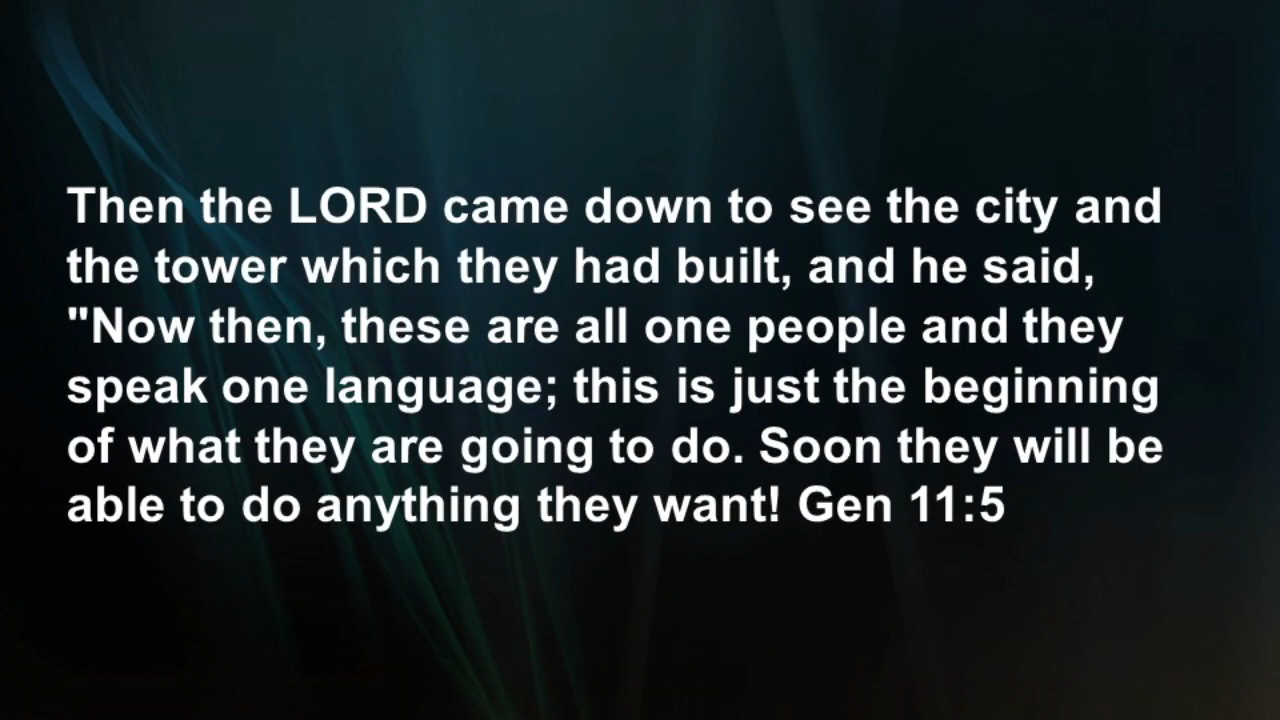 Then the LORD came down to see the city and
the tower which they had built, and he said,
"Now then, these are all one people and they
speak one language; this is just the beginning
of what they are going to do. Soon they will be
able to do anything they want! Gen 11:5